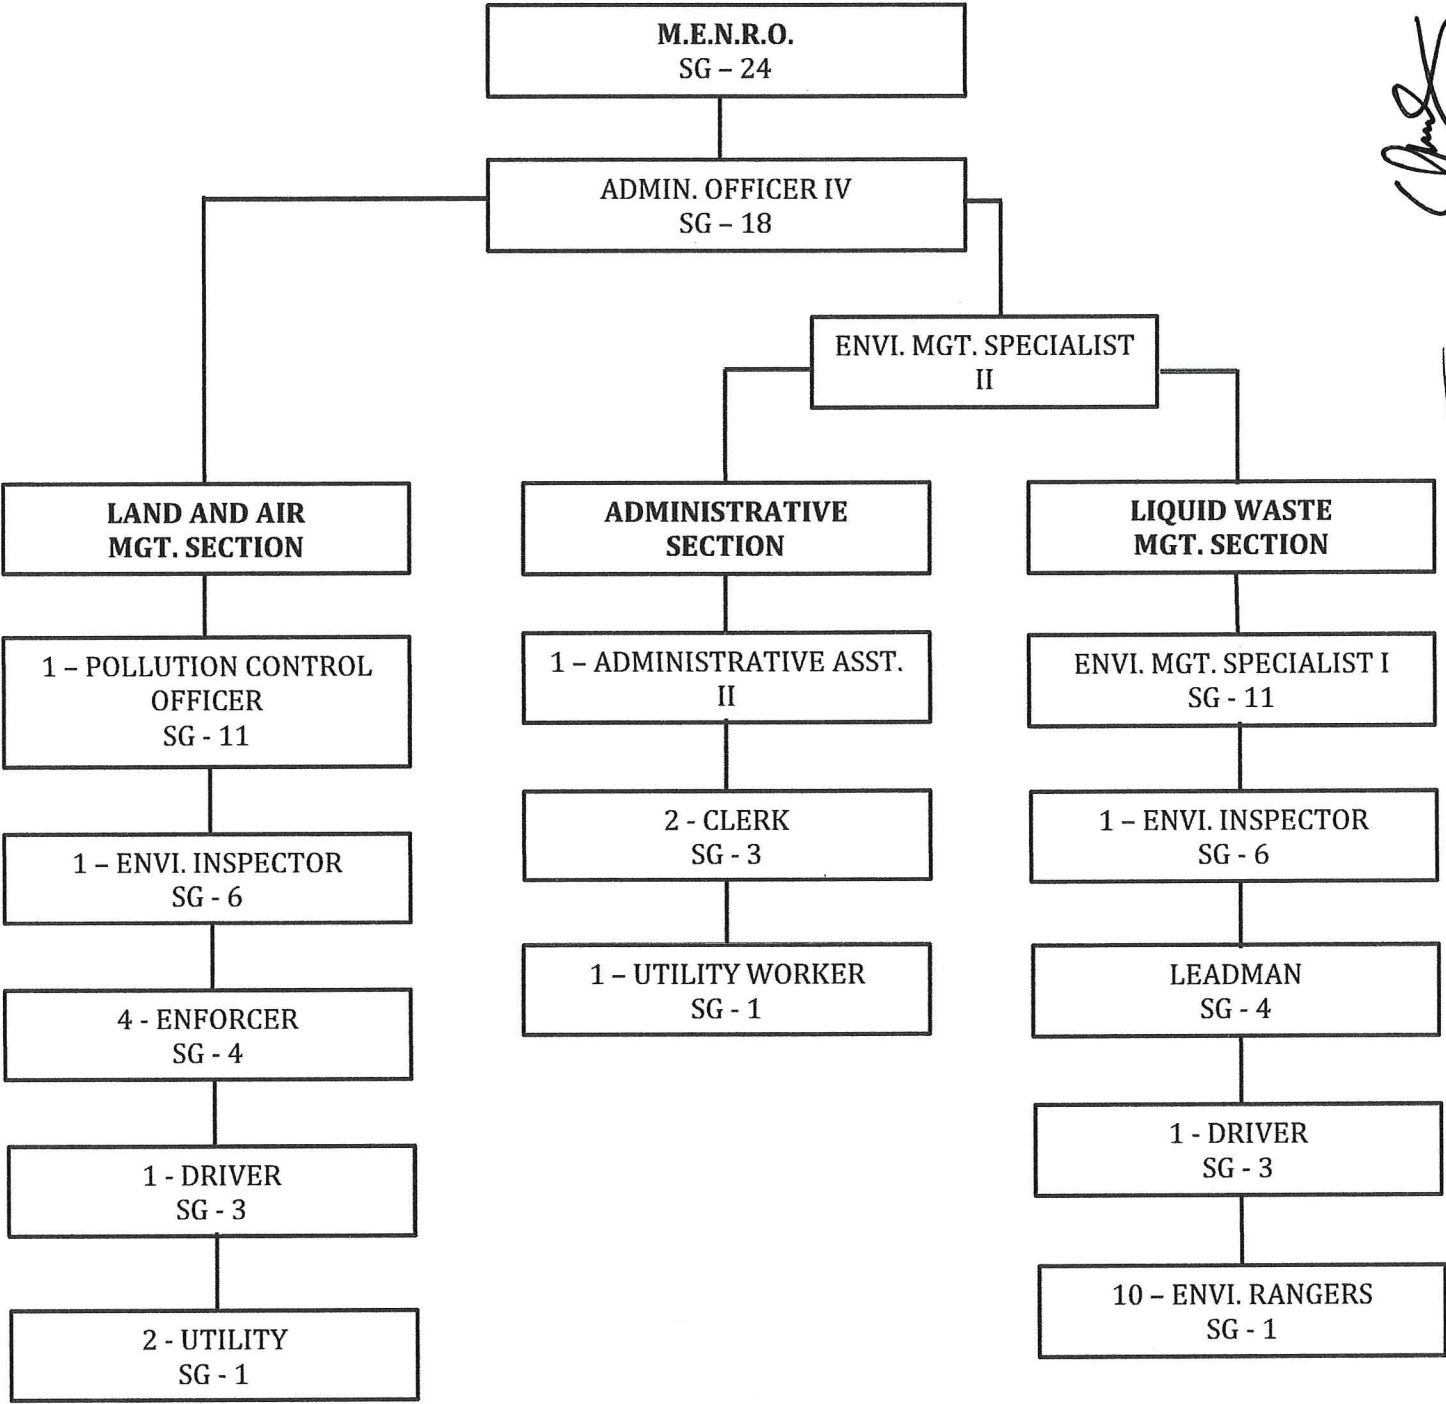 M.E.N.R.O.
SG – 24
ADMIN. OFFICER IV
SG – 18
ENVI. MGT. SPECIALIST
II
LAND AND AIR
MGT. SECTION
1 – POLLUTION CONTROL
OFFICER
SG - 11
1 – ENVI. INSPECTOR
SG - 6
4 - ENFORCER
SG - 4
1 - DRIVER
SG - 3
2 - UTILITY
SG - 1
ADMINISTRATIVE
SECTION
1 – ADMINISTRATIVE ASST.
II
2 - CLERK
SG - 3
1 – UTILITY WORKER
SG - 1
LIQUID WASTE
MGT. SECTION
ENVI. MGT. SPECIALIST I
SG - 11
1 – ENVI. INSPECTOR
SG - 6
LEADMAN
SG - 4
1 - DRIVER
SG - 3
10 – ENVI. RANGERS
SG - 1